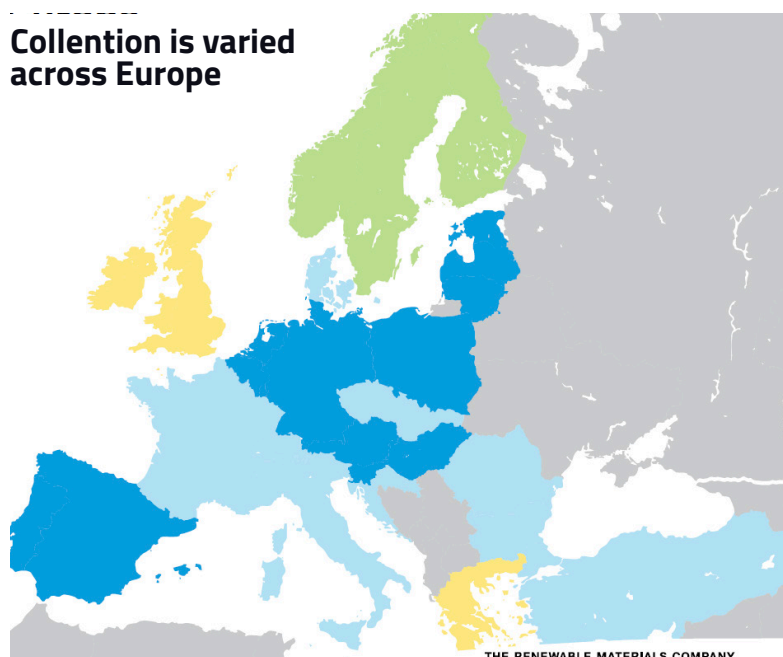 Collention is varied
across Europe
THE RENEWABLE MATERIALS COMPANY